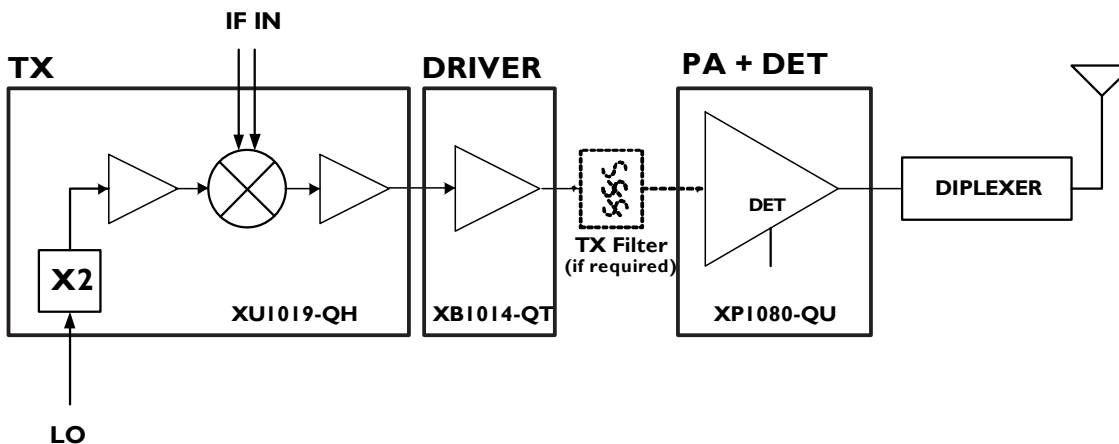 IF IN
TX
DRIVER
PA + DET
DET
DIPLEXER
X2
TX Filter
(if required)
XU1019-QH
XB1014-QT
XP1080-QU
LO